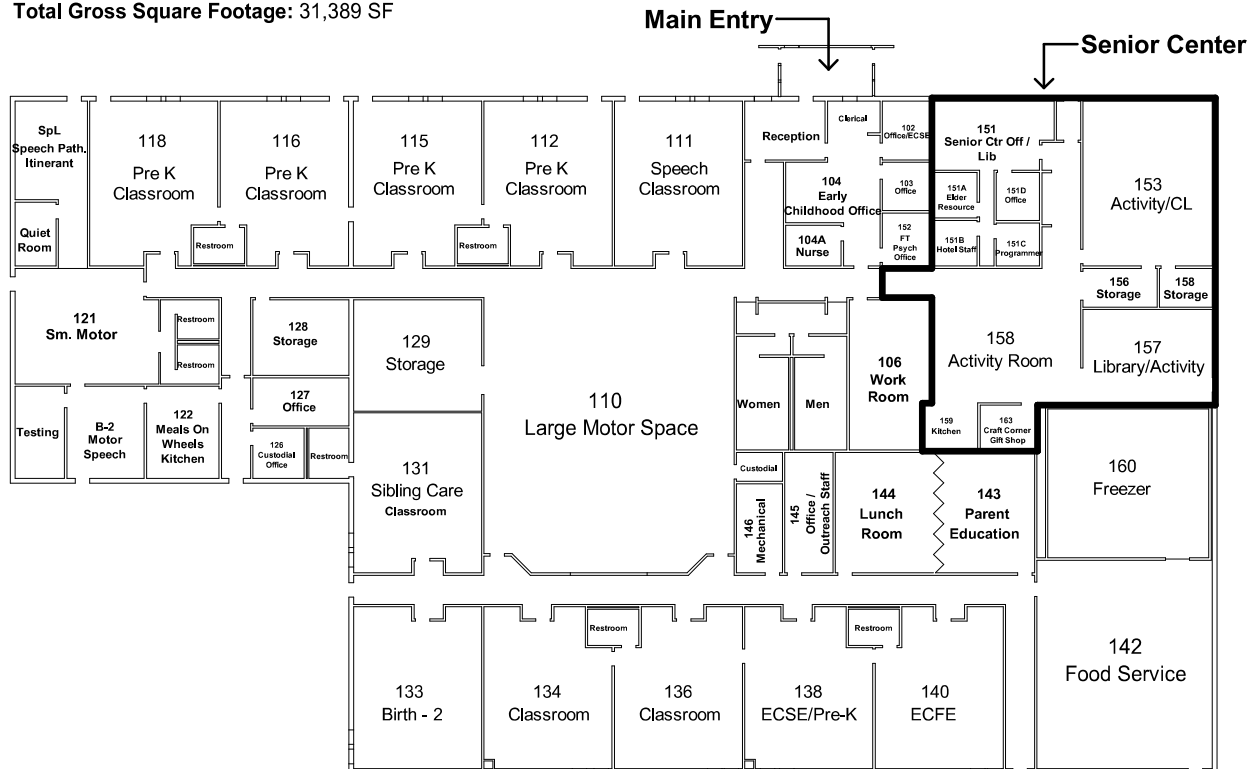 Total Gross Square Footage: 31,389 SF
Main Entry
Senior Center
SpL
Speech Path.
Itinerant
118
Pre K
Classroom
116
Pre K
Classroom
115
Pre K
Classroom
112
Pre K
Classroom
111
Speech
Classroom
Reception
Clerical
102
Office/ECSE
151
Senior Ctr Off /
Lib
153
Activity/CL
104
Early
Childhood Office
103
Office
151A
Elder
Resource
151D
Office
Quiet
Room
Restroom
Restroom
104A
Nurse
152
FT
Psych
Office
151B
Hotel Staff
151C
Programmer
156
Storage
158
Storage
121
Sm. Motor
Restroom
Restroom
128
Storage
129
Storage
110
Large Motor Space
Women
Men
106
Work
Room
158
Activity Room
157
Library/Activity
Testing
B-2
Motor
Speech
122
Meals On
Wheels
Kitchen
127
Office
126
Custodial
Office
Restroom
159
Kitchen
163
Craft Corner
Gift Shop
131
Sibling Care
Classroom
Custodial
146
Mechanical
145
Office /
Outreach Staff
144
Lunch
Room
143
Parent
Education
160
Freezer
133
Birth - 2
134
Classroom
Restroom
136
Classroom
138
ECSE/Pre-K
Restroom
140
ECFE
142
Food Service